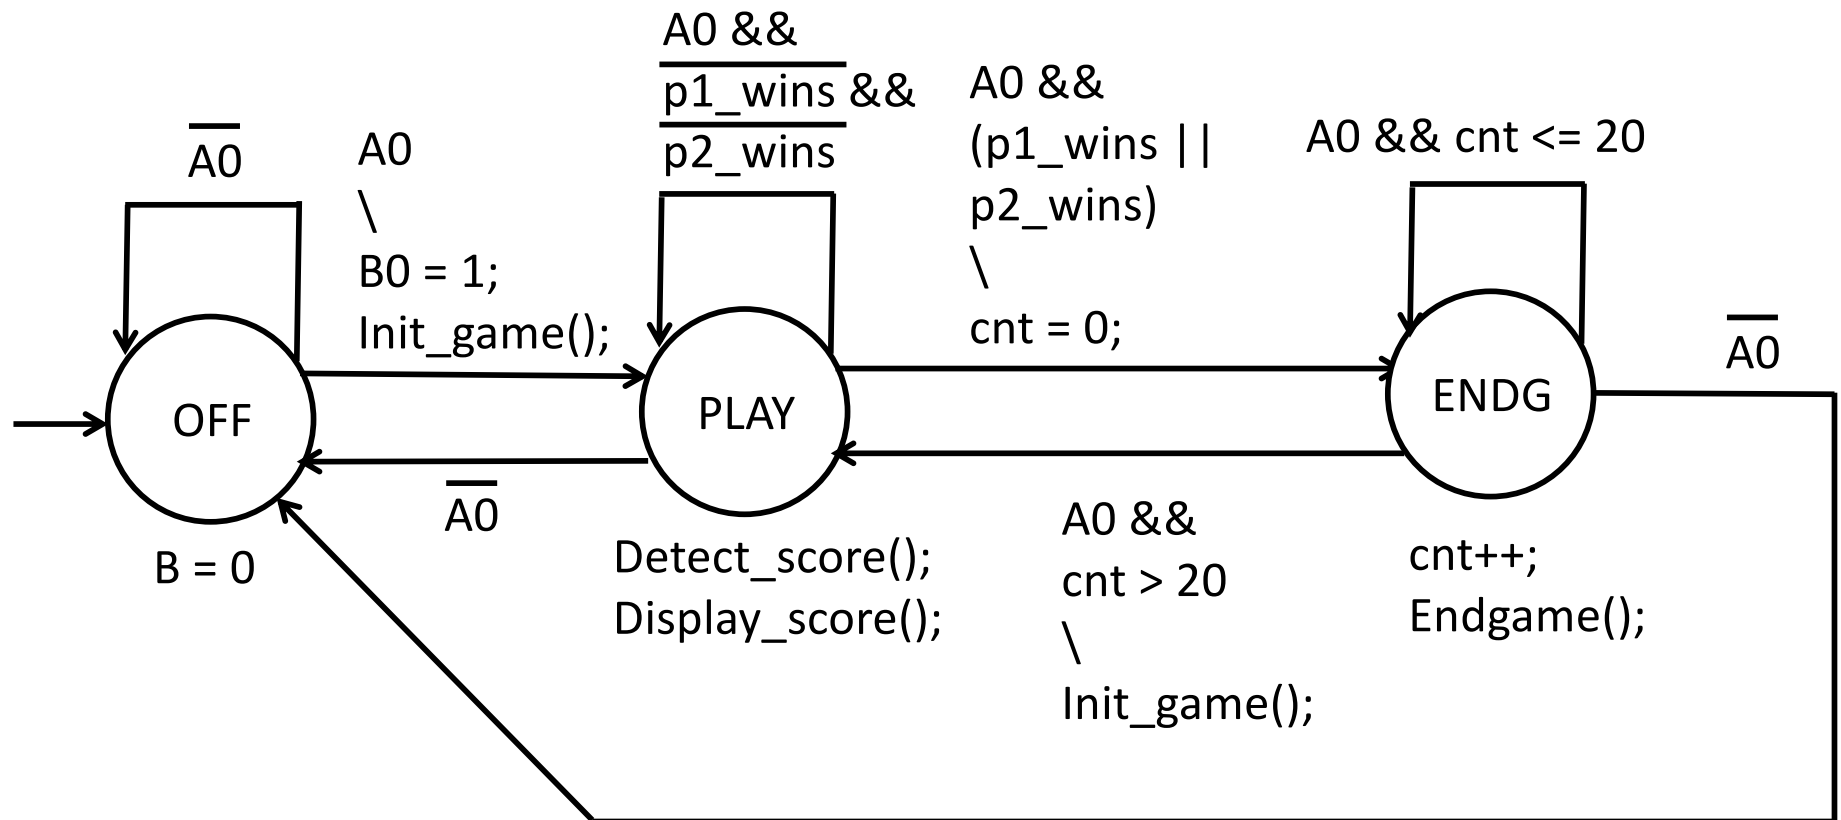 A0 &&
p1_wins &&
p2_wins
A0 &&
(p1_wins ||
p2_wins)
\
cnt = 0;
A0 && cnt <= 20
A0
A0
\
B0 = 1;
Init_game();
A0
OFF
PLAY
ENDG
A0
B = 0
Detect_score();
Display_score();
A0 &&
cnt > 20
\
Init_game();
cnt++;
Endgame();